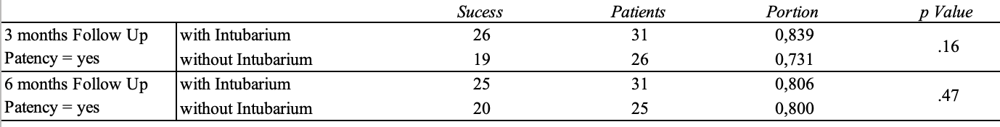 Sucess Patients Portion p Value
3 months Follow Up with Intubarium 26 31 0,839 .16
Patency = yes without Intubarium 19 26 0,731
6 months Follow Up with Intubarium 25 31 0,806 .47
Patency = yes without Intubarium 20 25 0,800